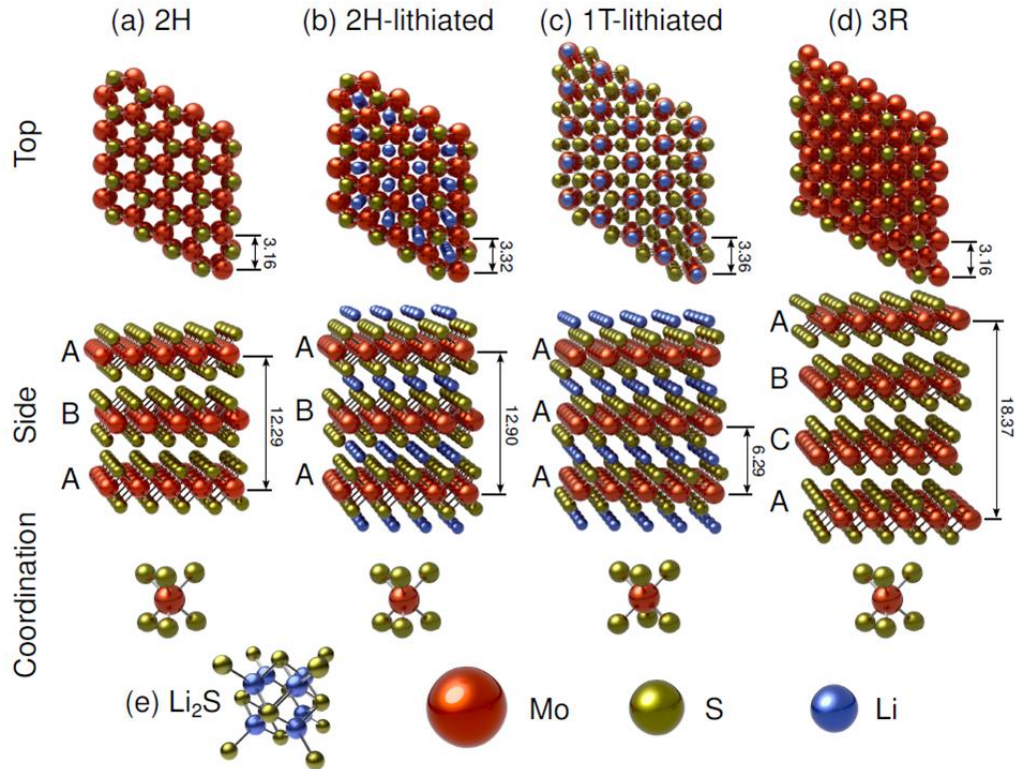 (a) 2H
(b) 2H-lithiated
(c) 1T-lithiated
(d) 3R
Top
3.16
3.32
3.36
3.16
Side
A
B
A
12.29
A
B
A
12.90
A
A
A
6.29
A
B
C
A
18.37
Coordination
(e) Li₂S
Mo
S
Li